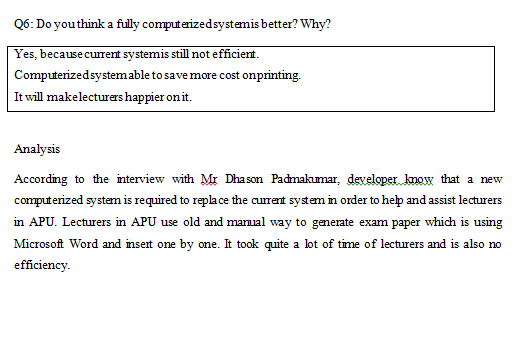 Q6: Do you think a fully computerized system is better? Why?
Yes, because current system is still not efficient.
Computerized system able to save more cost on printing.
It will make lecturers happier on it.
Analysis
According to the interview with Mr Dhason Padmakumar, developer know that a new
computerized system is required to replace the current system in order to help and assist lecturers
in APU. Lecturers in APU use old and manual way to generate exam paper which is using
Microsoft Word and insert one by one. It took quite a lot of time of lecturers and is also no
efficiency.